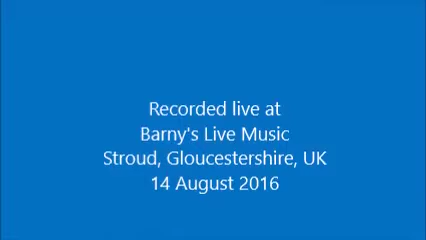 Recorded live at
Barny's Live Music
Stroud, Gloucestershire, UK
14 August 2016